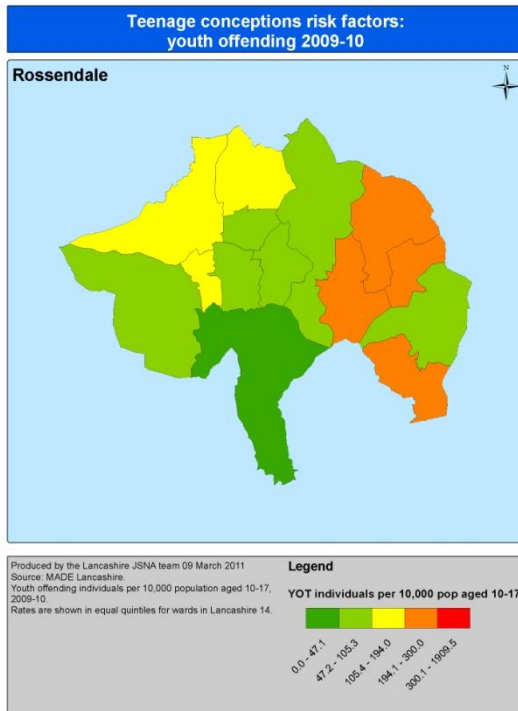 Teenage conceptions risk factors:
youth offending 2009-10
Rossendale
N
Produced by the Lancashire JSNA team 09 March 2011
Source: MADE Lancashire.
Youth offending individuals per 10,000 population aged 10-17,
2009-10.
Rates are shown in equal quintiles for wards in Lancashire 14.
Legend
YOT individuals per 10,000 pop aged 10-17
0.0 - 47.1
47.2 - 105.3
105.4 - 194.0
194.1 - 300.0
300.1 - 1909.5